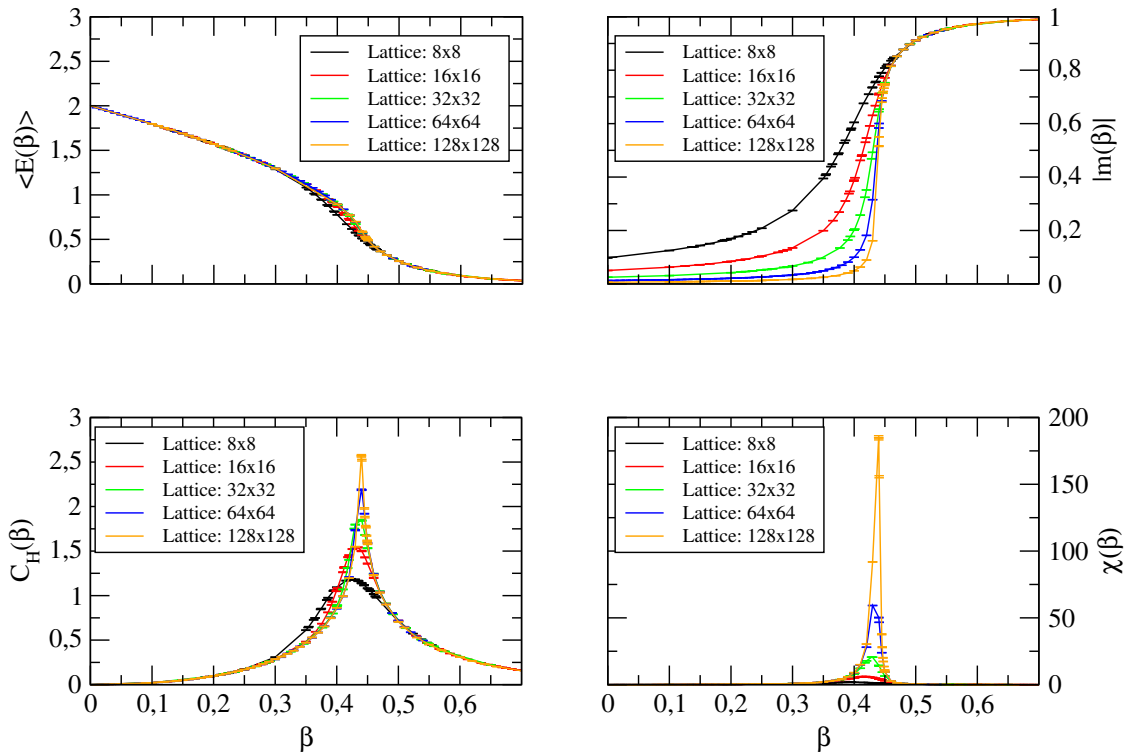 3
2,5
2
1,5
1
0,5
0
<E(β)>
Lattice: 8x8
Lattice: 16x16
Lattice: 32x32
Lattice: 64x64
Lattice: 128x128
1
0,8
0,6
0,4
0,2
0
|m(β)|
Lattice: 8x8
Lattice: 16x16
Lattice: 32x32
Lattice: 64x64
Lattice: 128x128
3
2,5
2
1,5
1
0,5
0
C_H(β)
Lattice: 8x8
Lattice: 16x16
Lattice: 32x32
Lattice: 64x64
Lattice: 128x128
0 0,1 0,2 0,3 0,4 0,5 0,6
β
200
150
100
50
0
χ(β)
Lattice: 8x8
Lattice: 16x16
Lattice: 32x32
Lattice: 64x64
Lattice: 128x128
0 0,1 0,2 0,3 0,4 0,5 0,6
β